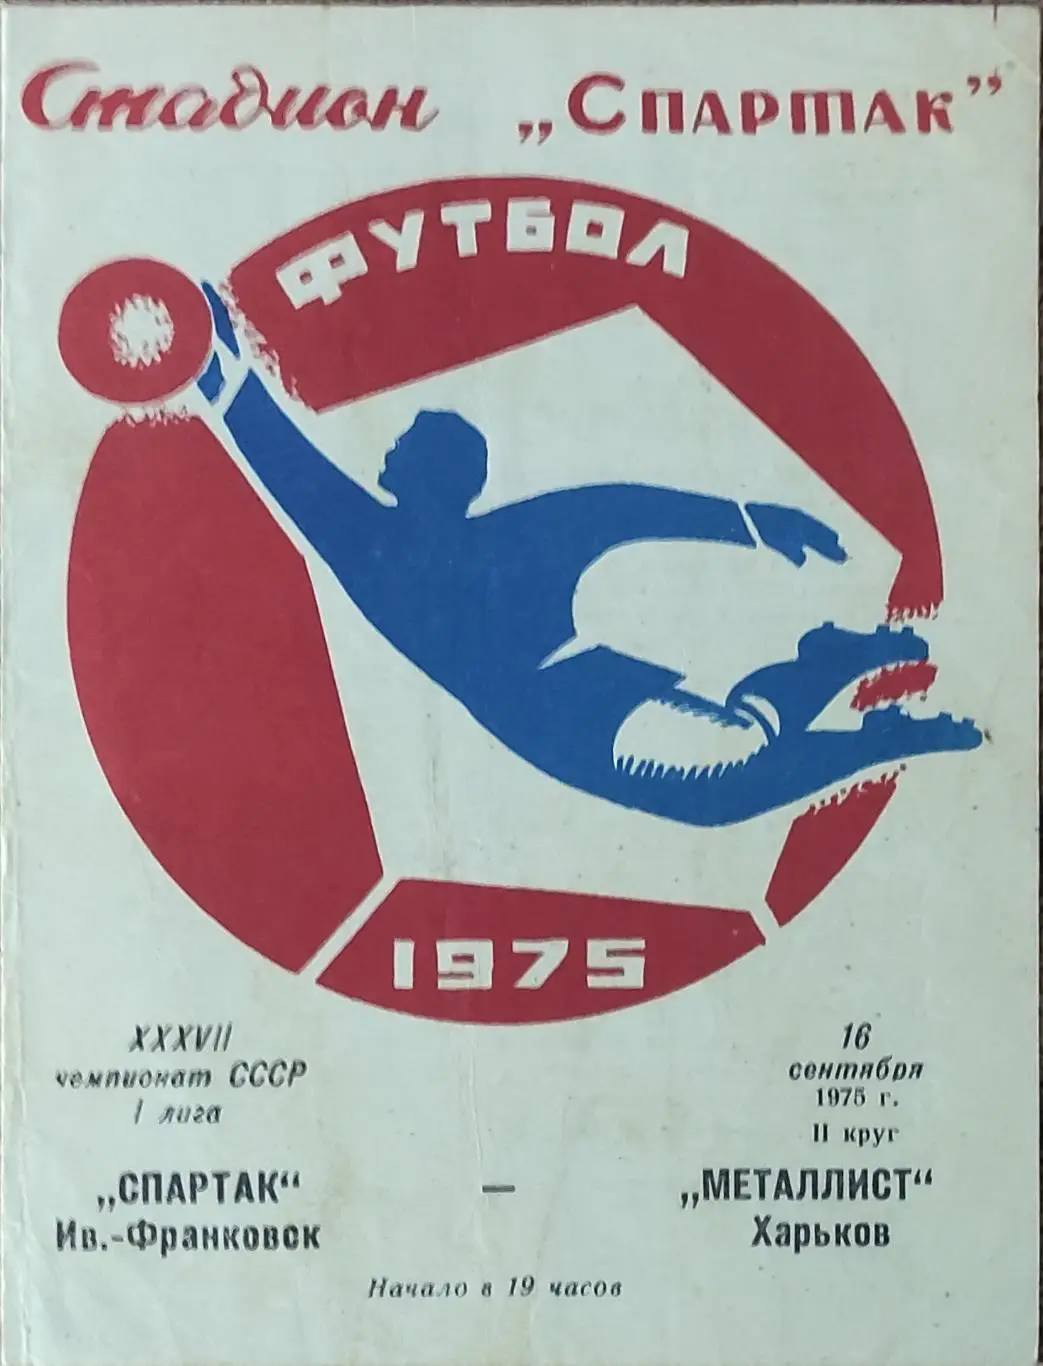 Стадион „Спартак”
ФУТБОЛ
1975
XXXVII
чемпионат СССР
I лига
16
сентября
1975 г.
II круг
„СПАРТАК“ — „МЕТАЛЛИСТ“
Ив.-Франковск Харьков
Начало в 19 часов